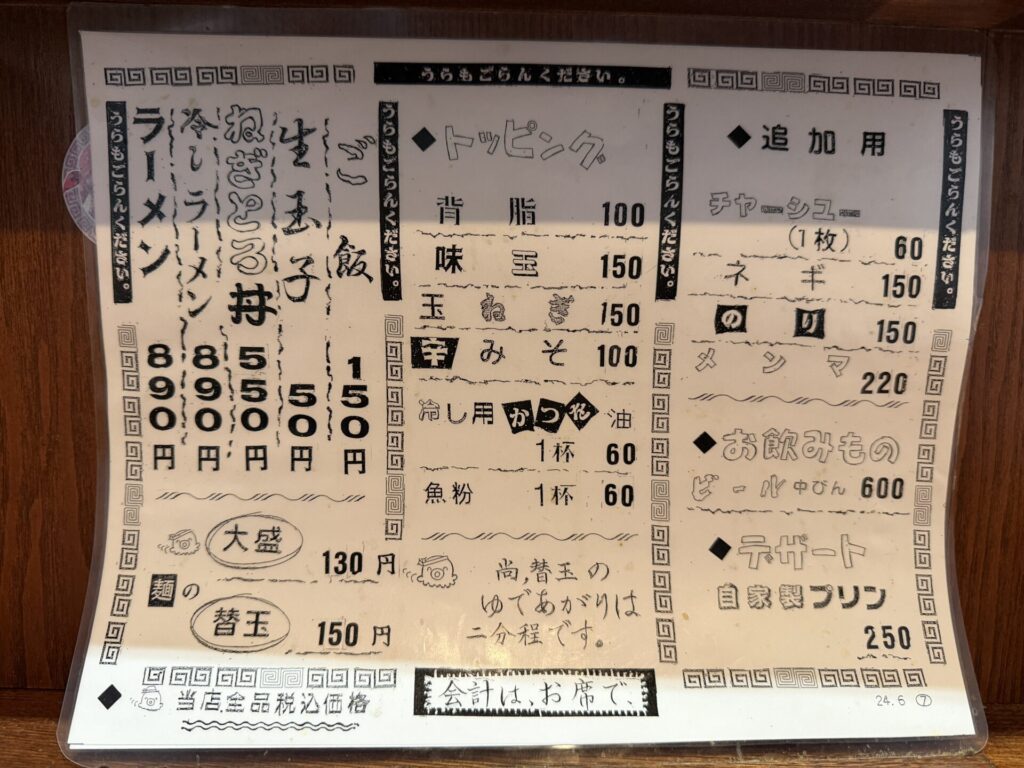 うらもごらんください。
うらもごらんください。
ラーメン 890円
冷しラーメン 890円
ねぎとろ丼 550円
生玉子 50円
ご飯 150円
麺の
大盛 130円
替玉 150円
うらもごらんください。
◆トッピング
背脂 100
味玉 150
玉ねぎ 150
辛みそ 100
冷し用かつお油
1杯 60
魚粉 1杯 60
尚、替玉の
ゆであがりは
二分程です。
うらもごらんください。
◆追加用
チャーシュー
(1枚) 60
ネギ 150
のり 150
メンマ 220
◆お飲みもの
ビール 中びん 600
◆デザート
自家製プリン
250
うらもごらんください。
◆当店全品税込価格
会計は、お席で、
24.6 ⑦